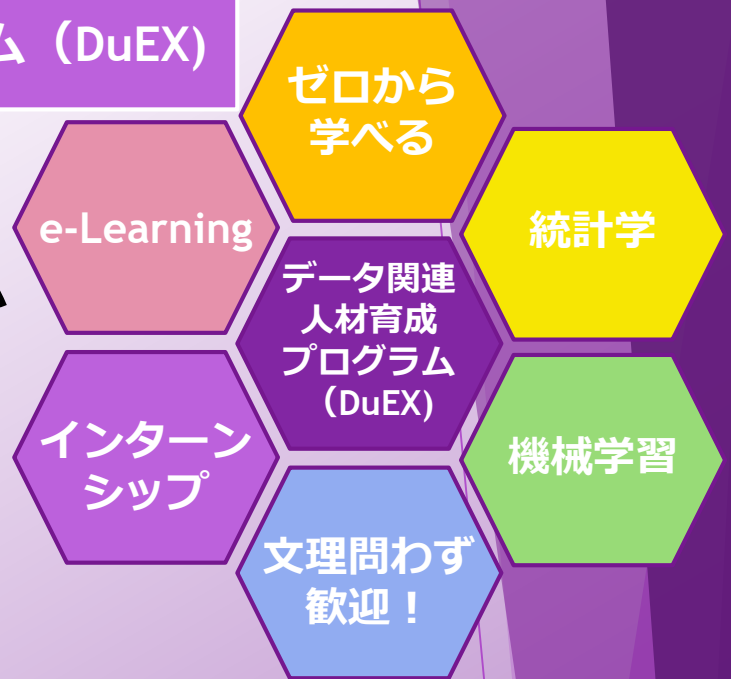 ム（DuEX)
ゼロから
学べる
e-Learning
統計学
データ関連
人材育成
プログラム
（DuEX)
インターン
シップ
機械学習
文理問わず
歓迎！